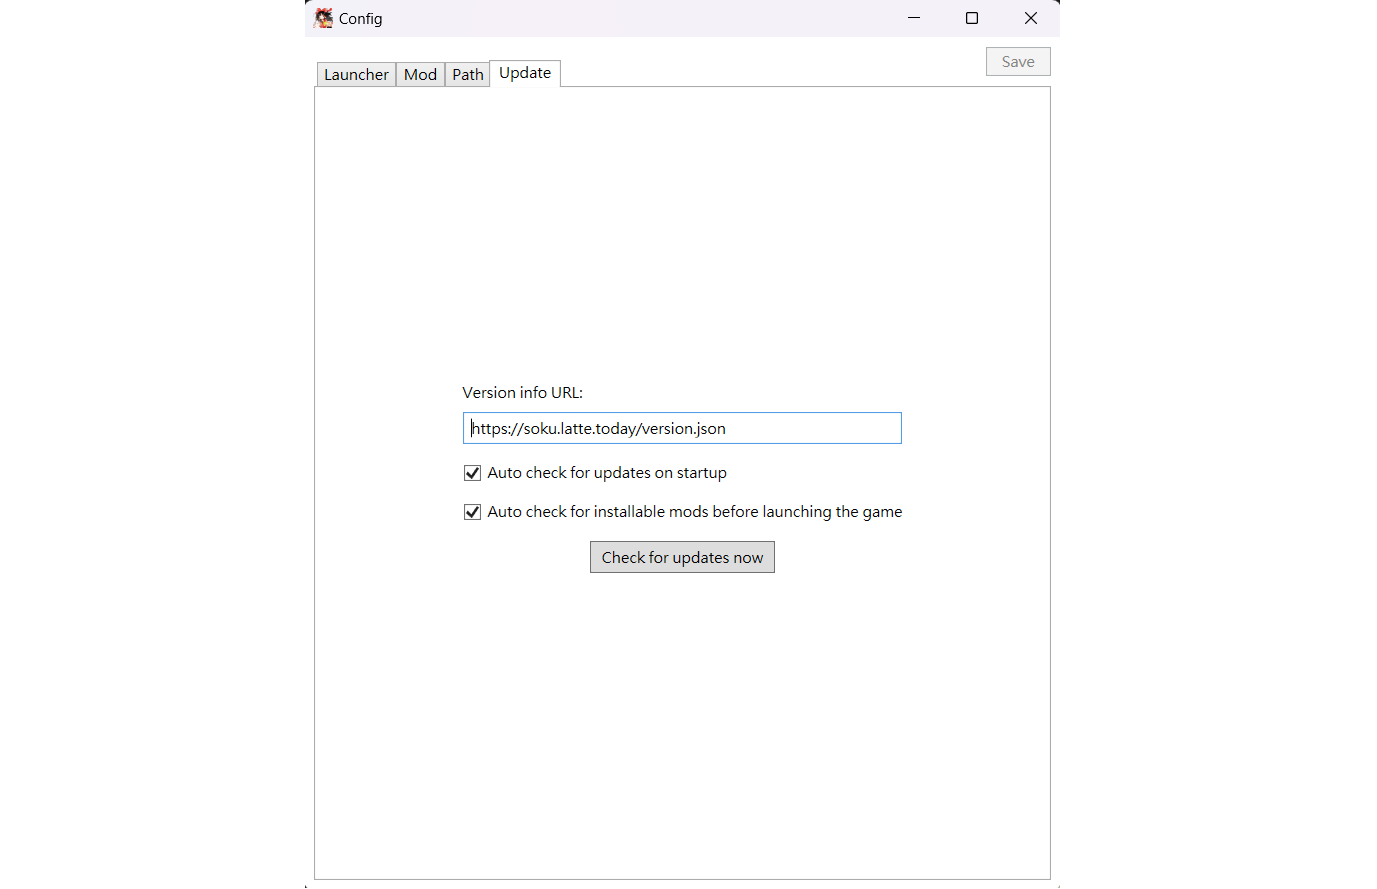 Config
Save
Launcher Mod Path Update
Version info URL:
https://soku.latte.today/version.json
Auto check for updates on startup
Auto check for installable mods before launching the game
Check for updates now